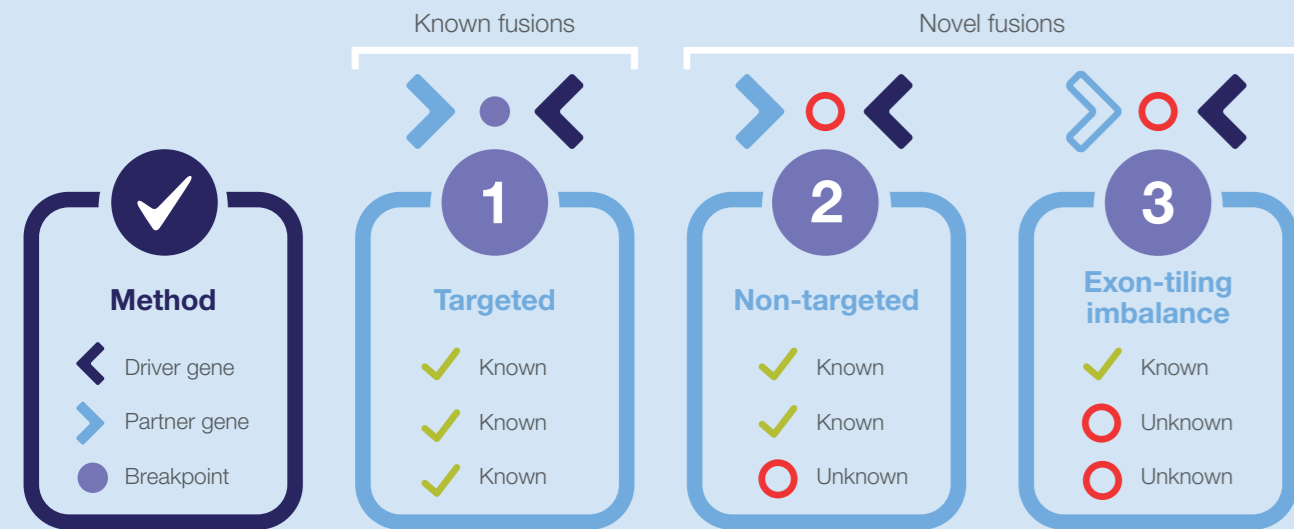 Known fusions
Novel fusions
Method
Driver gene
Partner gene
Breakpoint
1
Targeted
Known
Known
Known
2
Non-targeted
Known
Known
Unknown
3
Exon-tiling
imbalance
Known
Unknown
Unknown